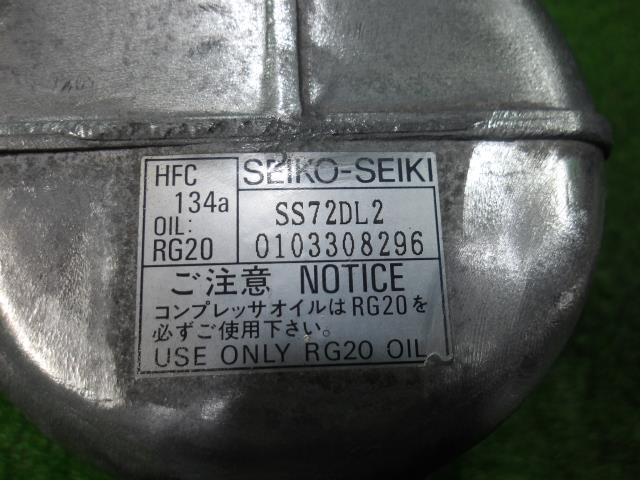 HFC
134a
OIL:
RG20
SEIKO-SEIKI
SS72DL2
0103308296
ご注意 NOTICE
コンプレッサオイルはRG20を
必ずご使用下さい。
USE ONLY RG20 OIL